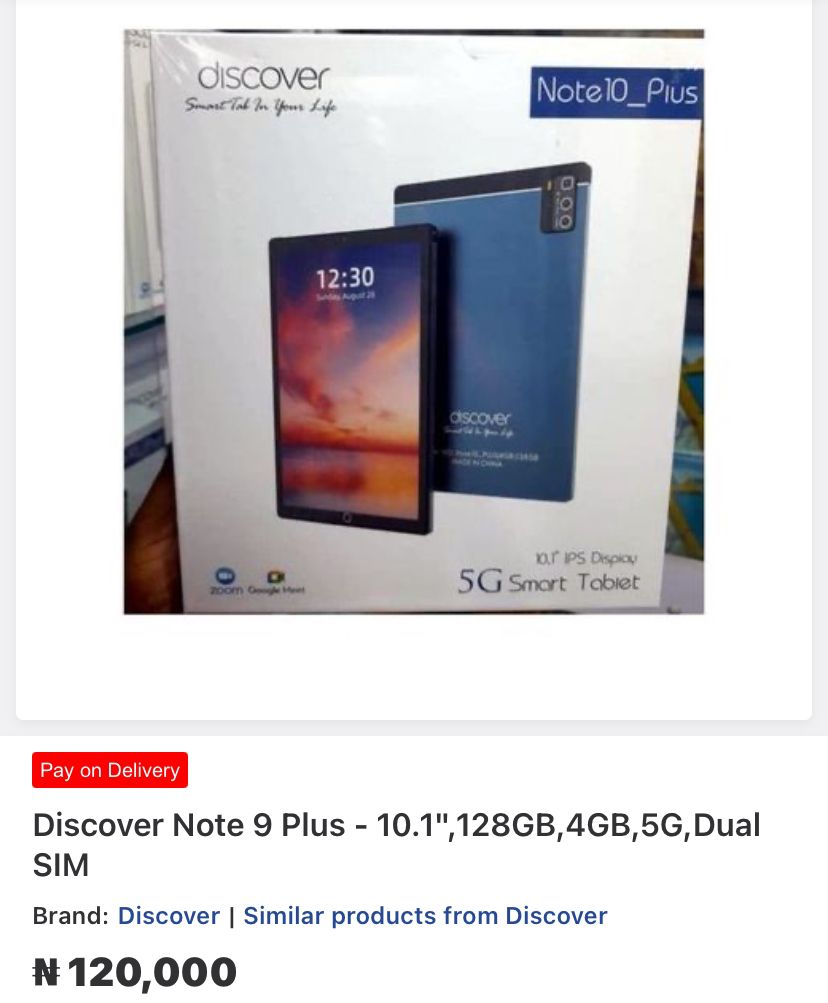 discover
Smart Tab In Your Life
Note10_Plus
12:30
Sunday, August 28
discover
Smart Tab In Your Life
MADE IN CHINA
10.1" IPS Display
5G Smart Tablet
zoom Google Meet
Pay on Delivery
Discover Note 9 Plus - 10.1",128GB,4GB,5G,Dual
SIM
Brand: Discover | Similar products from Discover
₦ 120,000